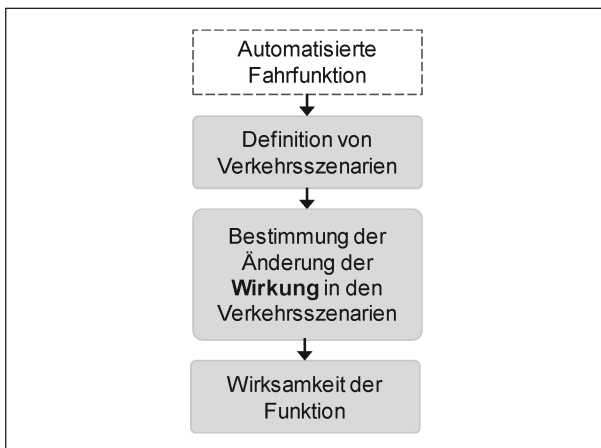 Automatisierte
Fahrfunktion
Definition von
Verkehrsszenarien
Bestimmung der
Änderung der
Wirkung in den
Verkehrsszenarien
Wirksamkeit der
Funktion